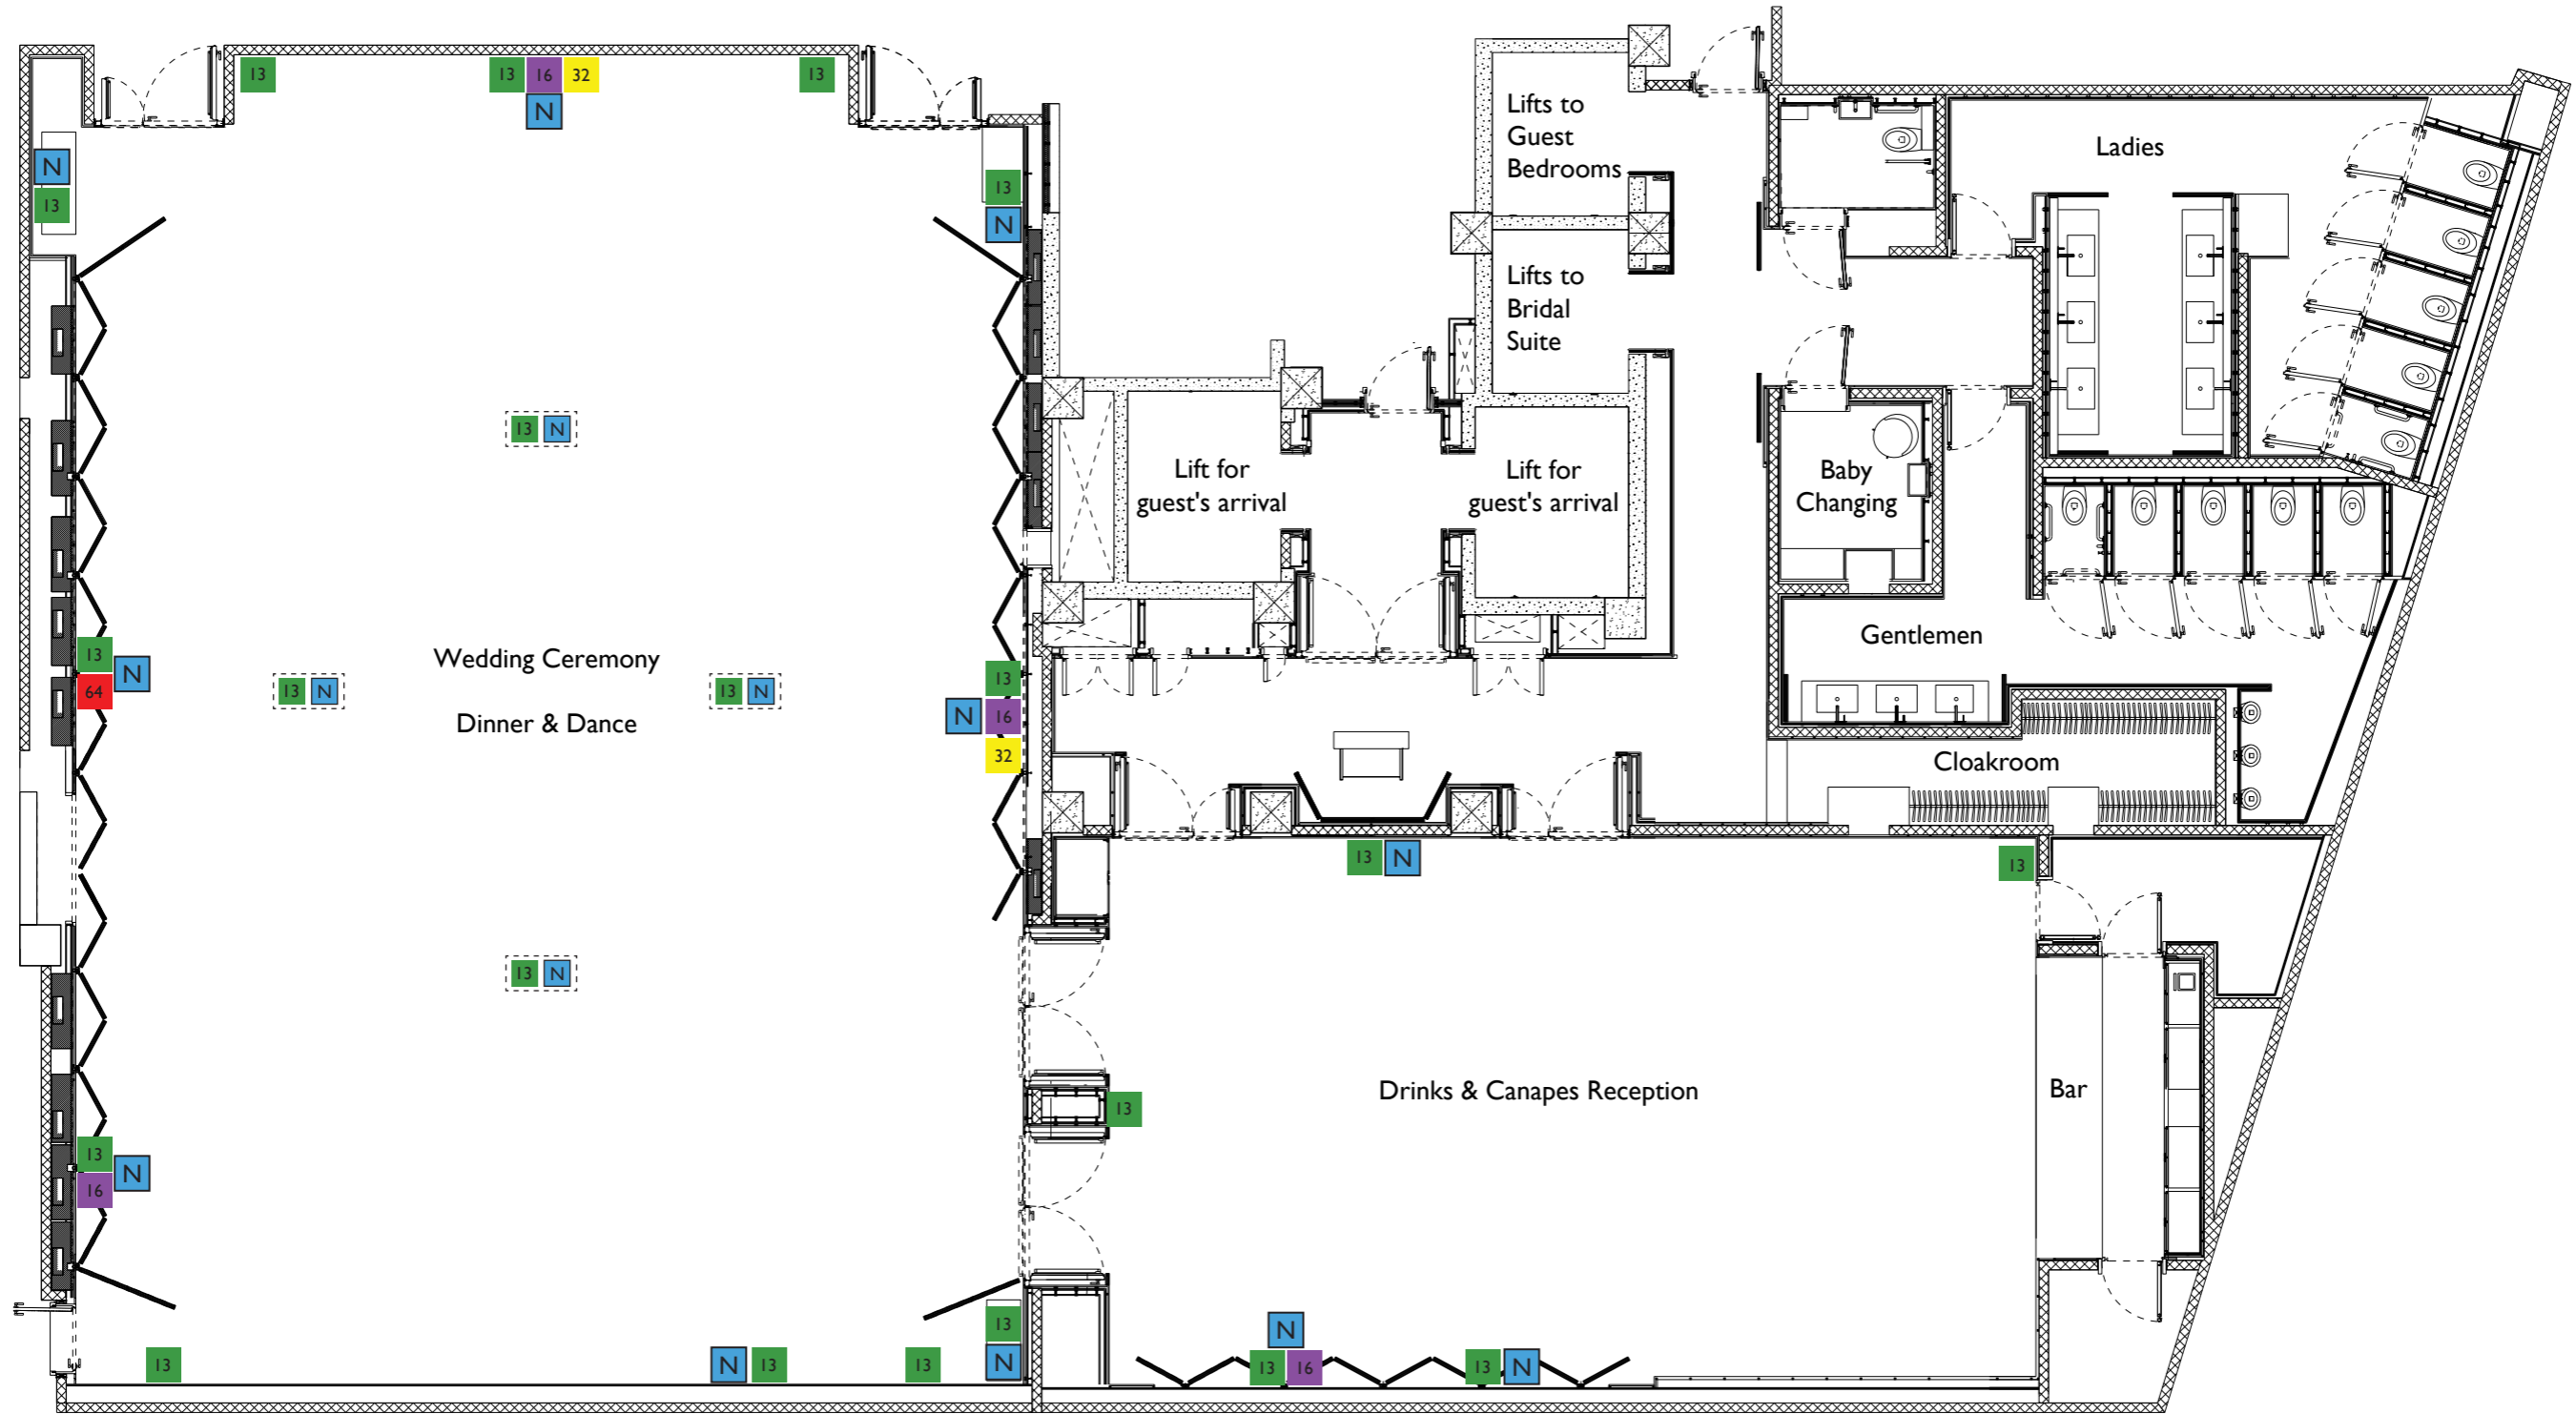 13
13 16 32
13
N
N
13
13
N
Lifts to
Guest
Bedrooms
Ladies
Lifts to
Bridal
Suite
13 N
Lift for
guest's arrival
Lift for
guest's arrival
Baby
Changing
Gentlemen
13
N
64
Wedding Ceremony
Dinner & Dance
13 N
13 N
13
N 16
32
Cloakroom
13 N
13
13 N
Drinks & Canapes Reception
Bar
13
13
N
16
13
N
13
N 13
13
N
13 16
13 N